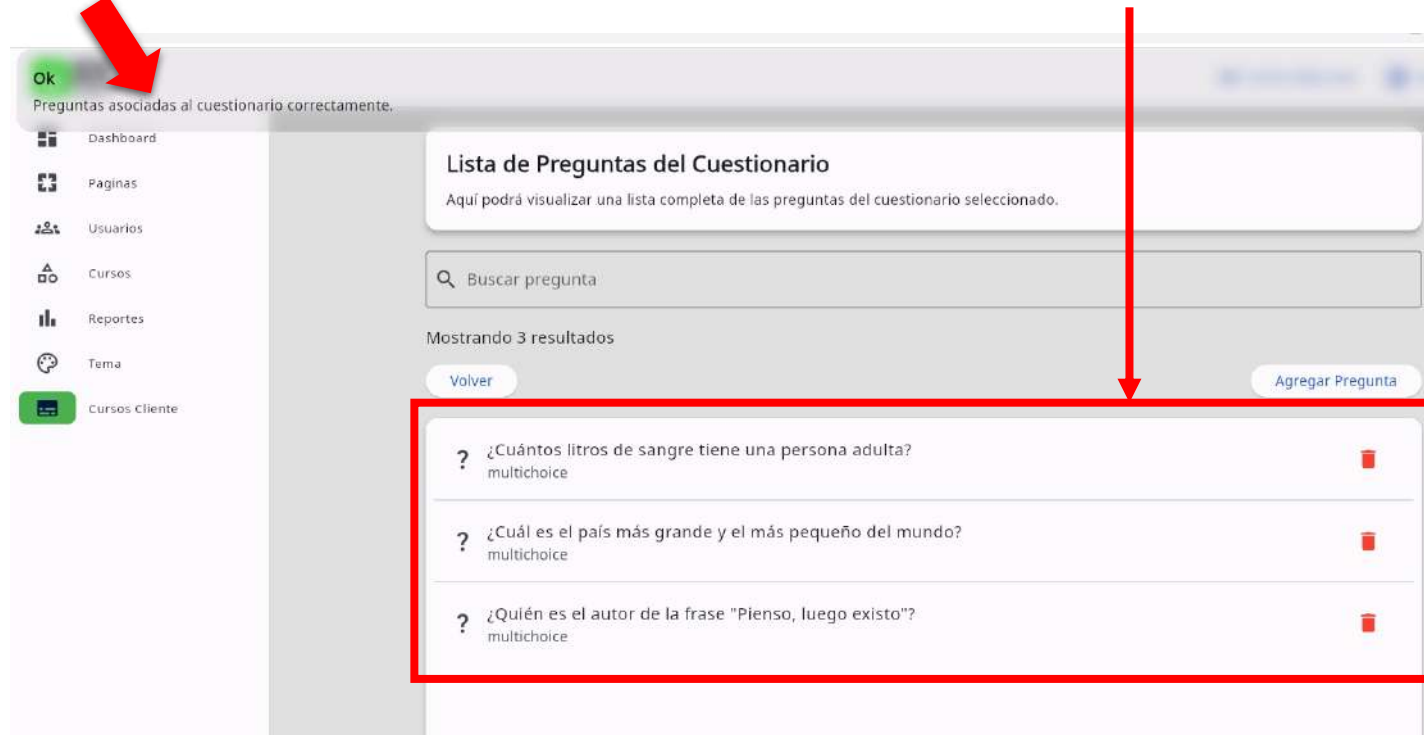 Ok
Preguntas asociadas al cuestionario correctamente.
Dashboard
Paginas
Usuarios
Cursos
Reportes
Tema
Cursos Cliente
Lista de Preguntas del Cuestionario
Aquí podrá visualizar una lista completa de las preguntas del cuestionario seleccionado.
Buscar pregunta
Mostrando 3 resultados
Volver
Agregar Pregunta
¿Cuántos litros de sangre tiene una persona adulta?
multichoice
¿Cuál es el país más grande y el más pequeño del mundo?
multichoice
¿Quién es el autor de la frase "Pienso, luego existo"?
multichoice